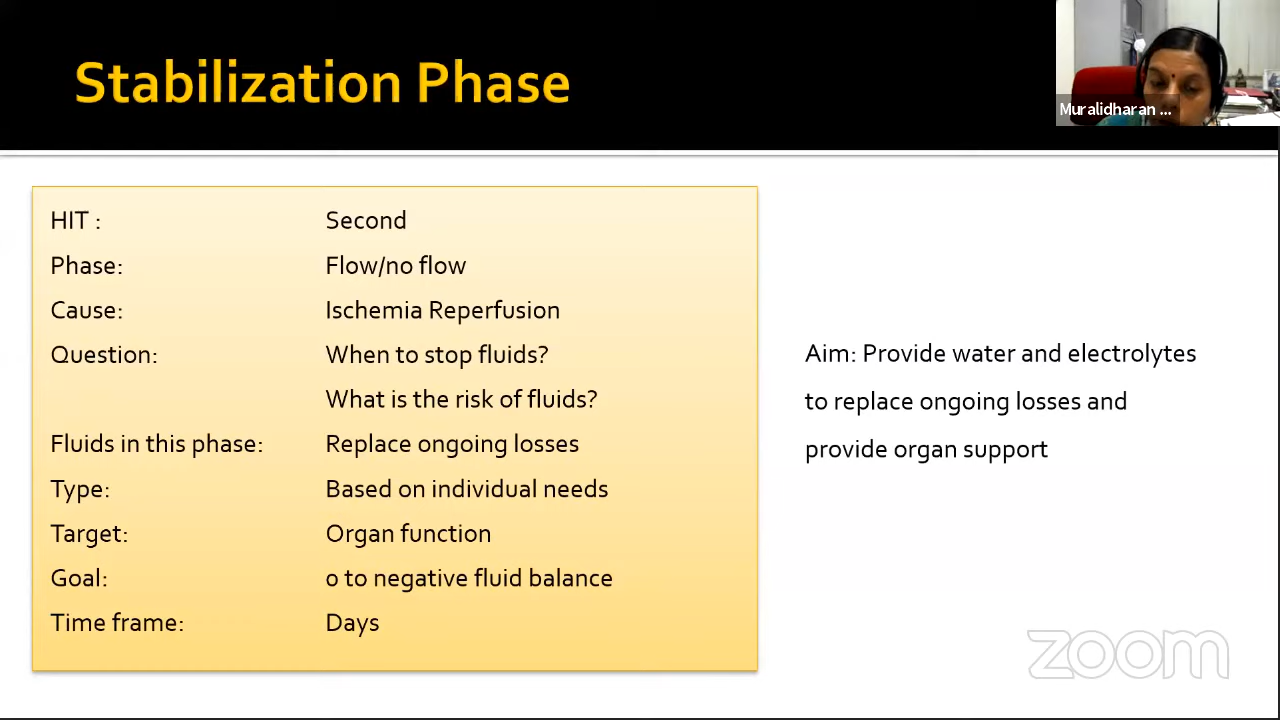 Stabilization Phase
Muralidharan ...
HIT : Second
Phase: Flow/no flow
Cause: Ischemia Reperfusion
Question: When to stop fluids?
What is the risk of fluids?
Fluids in this phase: Replace ongoing losses
Type: Based on individual needs
Target: Organ function
Goal: 0 to negative fluid balance
Time frame: Days
Aim: Provide water and electrolytes
to replace ongoing losses and
provide organ support
zoom